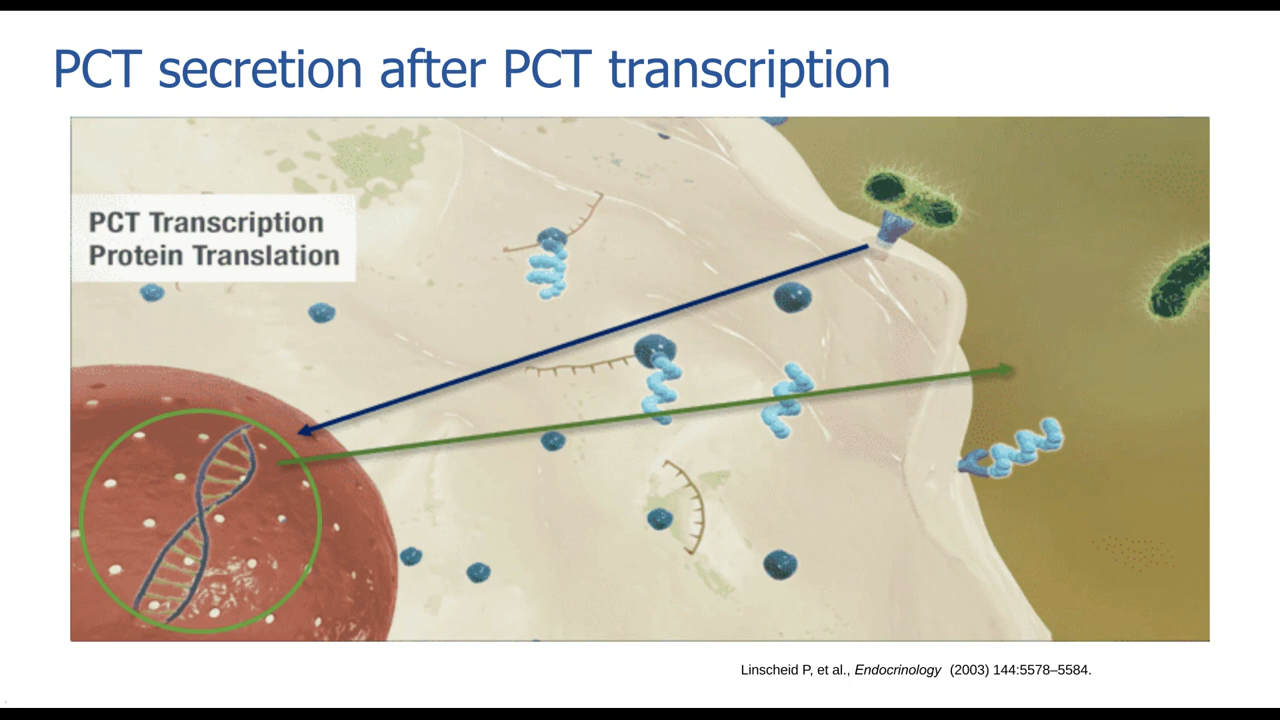 PCT secretion after PCT transcription
PCT Transcription
Protein Translation
Linscheid P, et al., Endocrinology (2003) 144:5578–5584.